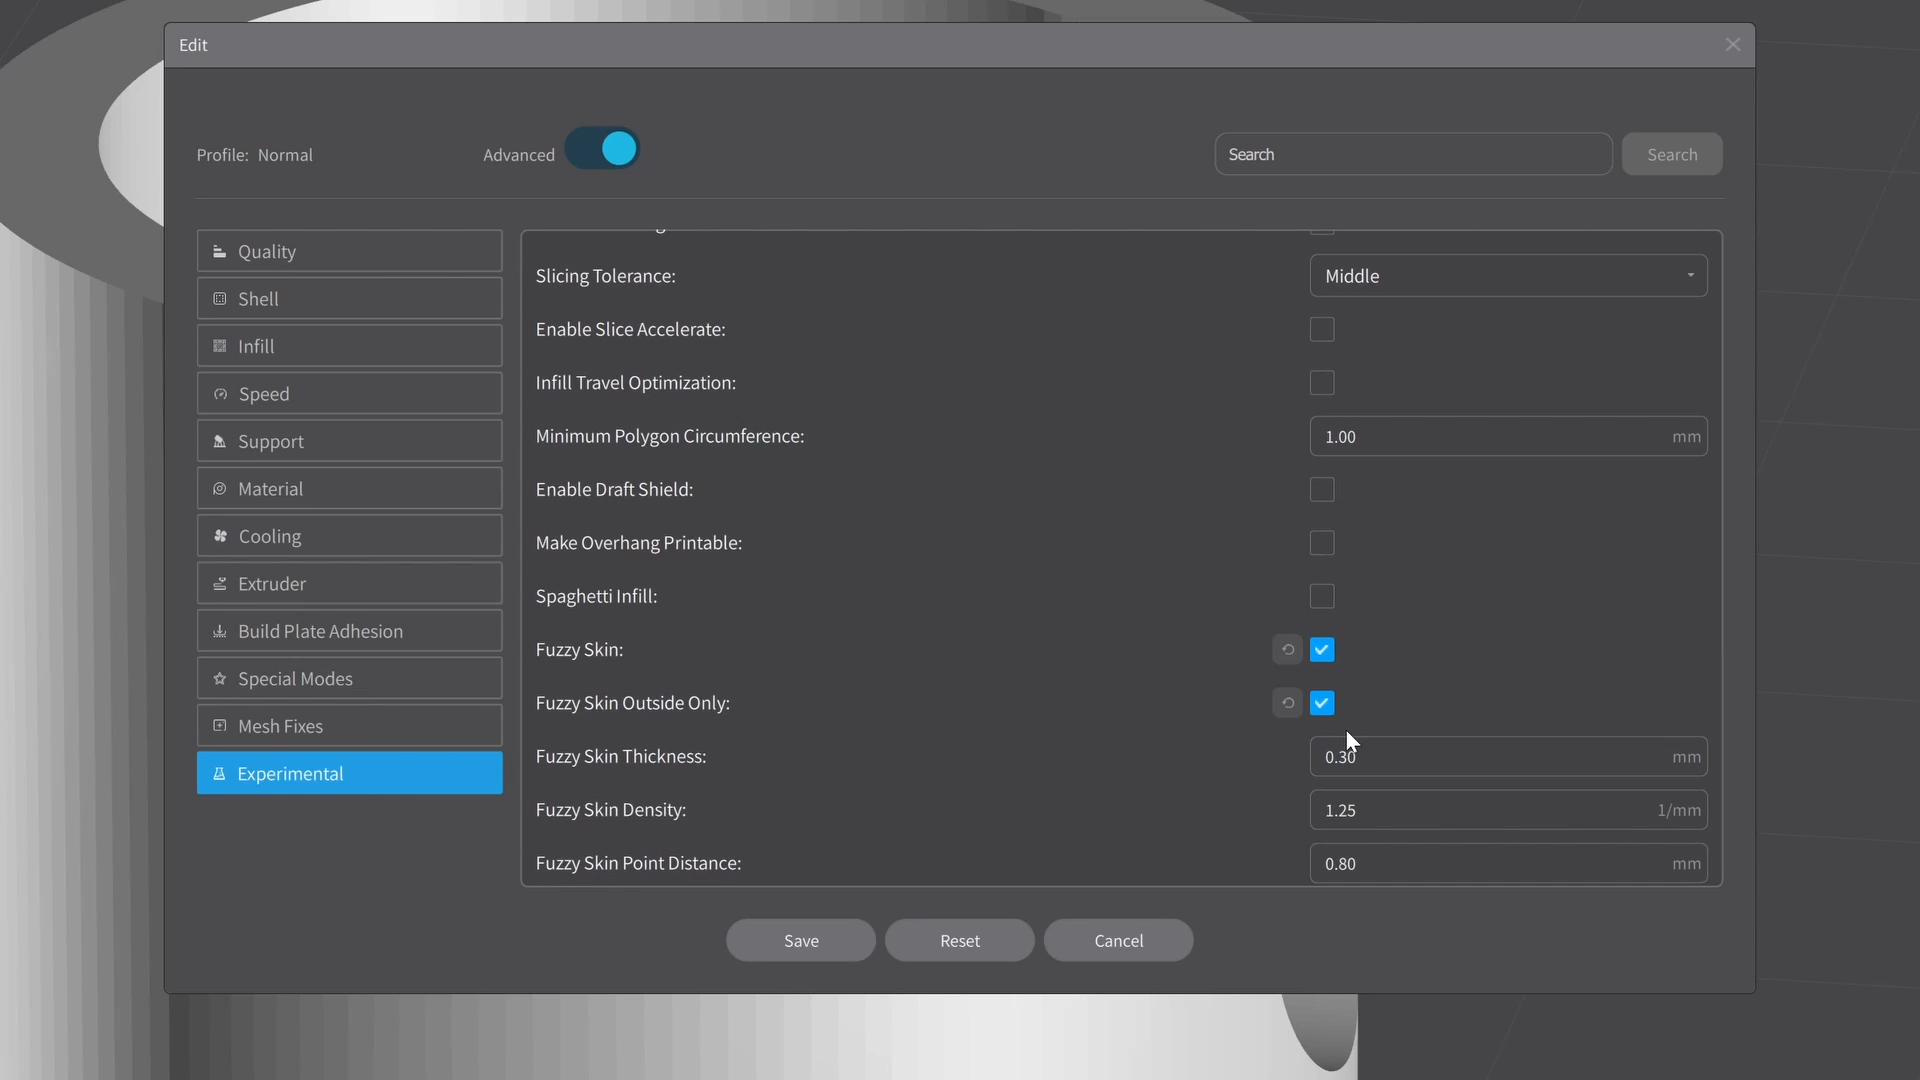 Edit
Profile: Normal
Advanced
Search
Search
Quality
Shell
Infill
Speed
Support
Material
Cooling
Extruder
Build Plate Adhesion
Special Modes
Mesh Fixes
Experimental
Slicing Tolerance: Middle
Enable Slice Accelerate:
Infill Travel Optimization:
Minimum Polygon Circumference: 1.00 mm
Enable Draft Shield:
Make Overhang Printable:
Spaghetti Infill:
Fuzzy Skin:
Fuzzy Skin Outside Only:
Fuzzy Skin Thickness: 0.30 mm
Fuzzy Skin Density: 1.25 1/mm
Fuzzy Skin Point Distance: 0.80 mm
Save
Reset
Cancel